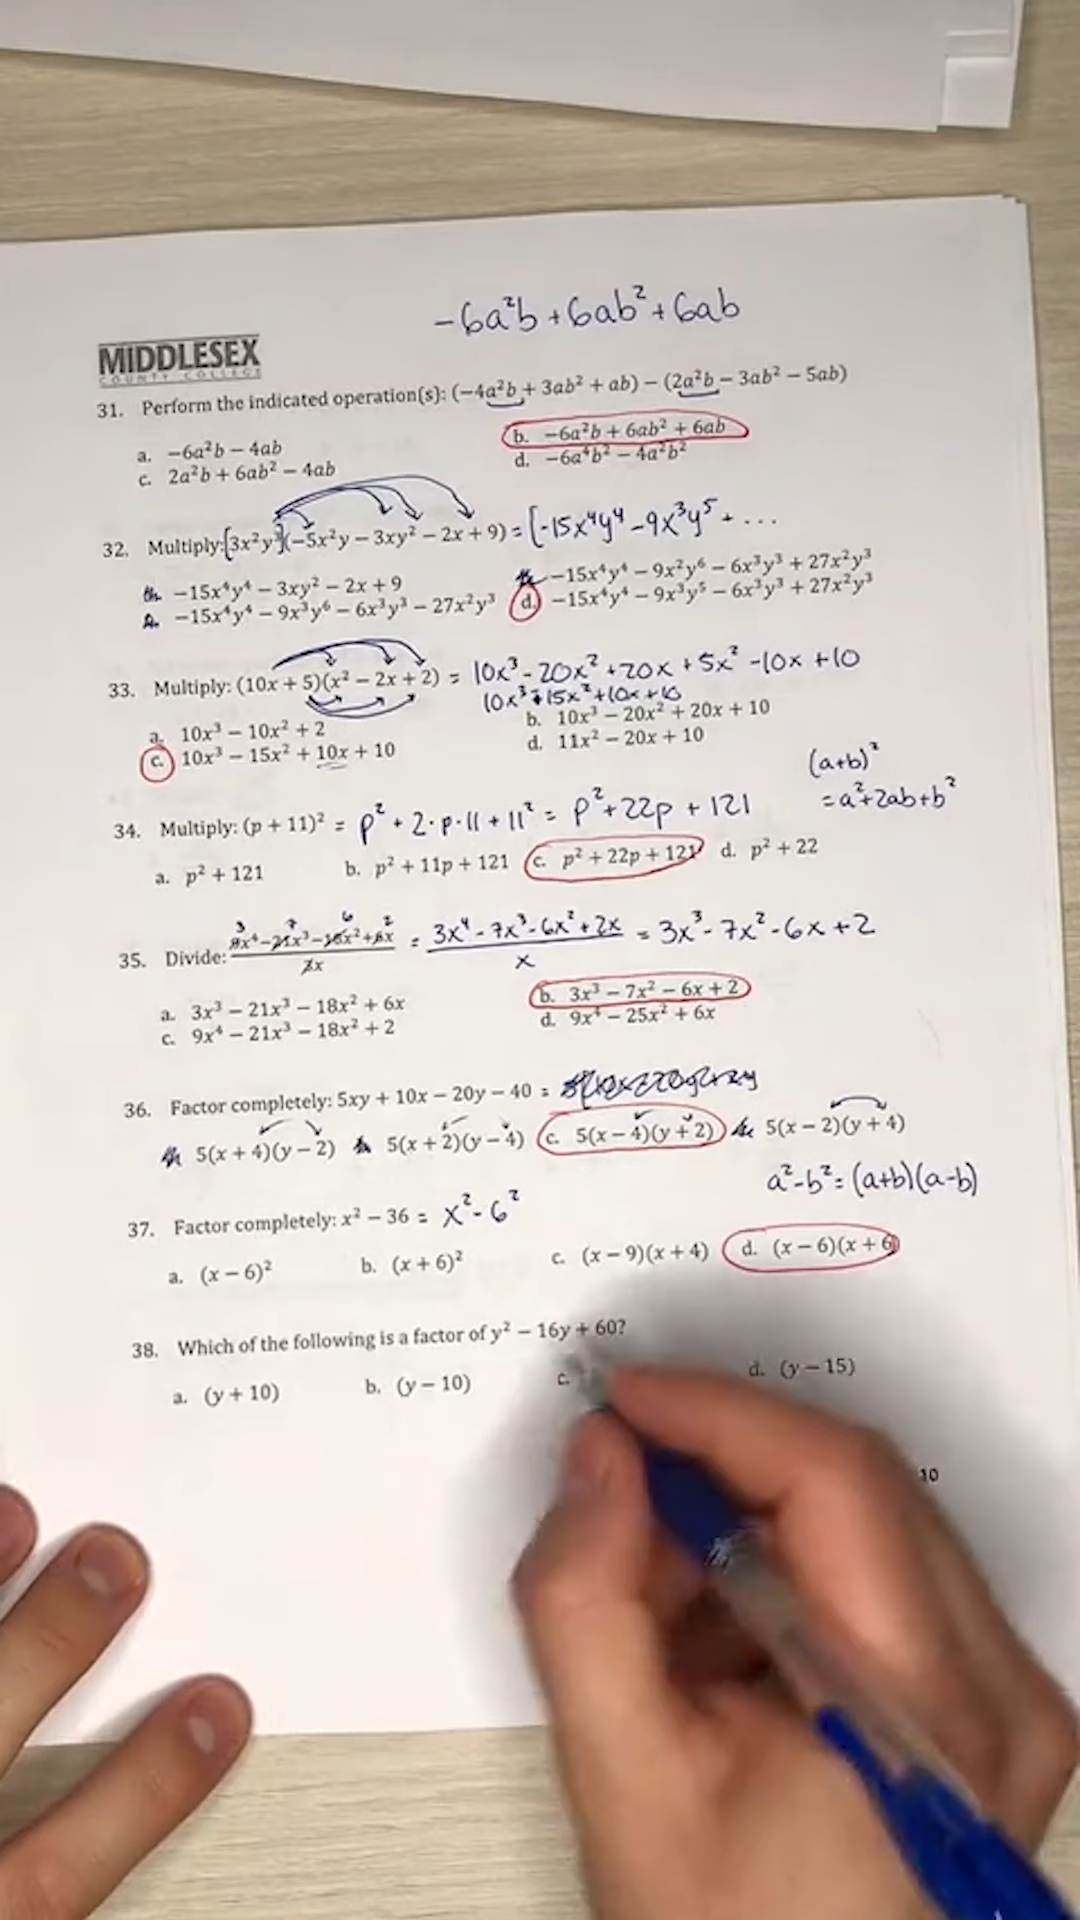 -6a²b + 6ab² + 6ab
MIDDLESEX
COUNTY COLLEGE
31. Perform the indicated operation(s): (−4a²b + 3ab² + ab) − (2a²b − 3ab² − 5ab)
a. −6a²b − 4ab
b. −6a²b + 6ab² + 6ab
c. 2a²b + 6ab² − 4ab
d. −6a⁴b² − 4a²b²
32. Multiply: [3x²y³](−5x²y − 3xy² − 2x + 9) = [-15x⁴y⁴ - 9x³y⁵ + ...
−15x⁴y⁴ − 3xy² − 2x + 9
−15x⁴y⁴ − 9x²y⁶ − 6x³y³ + 27x²y³
−15x⁴y⁴ − 9x³y⁶ − 6x³y³ − 27x²y³
d. −15x⁴y⁴ − 9x³y⁵ − 6x³y³ + 27x²y³
33. Multiply: (10x + 5)(x² − 2x + 2) = 10x³ - 20x² + 20x + 5x² - 10x + 10
10x³ - 15x² + 10x + 10
a. 10x³ − 10x² + 2
b. 10x³ − 20x² + 20x + 10
c. 10x³ − 15x² + 10x + 10
d. 11x² − 20x + 10
(a+b)²
= a²+2ab+b²
34. Multiply: (p + 11)² = p² + 2·p·11 + 11² = p² + 22p + 121
a. p² + 121
b. p² + 11p + 121
c. p² + 22p + 121
d. p² + 22
3 7 6 2
35. Divide: 9x⁴−21x³−18x²+6x / 3x = 3x⁴ - 7x³ - 6x² + 2x / x = 3x³ - 7x² - 6x + 2
a. 3x³ − 21x³ − 18x² + 6x
b. 3x³ − 7x² − 6x + 2
c. 9x⁴ − 21x³ − 18x² + 2
d. 9x⁴ − 25x² + 6x
36. Factor completely: 5xy + 10x − 20y − 40 =
5(x + 4)(y − 2) 5(x + 2)(y − 4) c. 5(x − 4)(y + 2) 5(x − 2)(y + 4)
a²-b² = (a+b)(a-b)
37. Factor completely: x² − 36 = x² - 6²
a. (x − 6)²
b. (x + 6)²
c. (x − 9)(x + 4)
d. (x − 6)(x + 6)
38. Which of the following is a factor of y² − 16y + 60?
a. (y + 10)
b. (y − 10)
c.
d. (y − 15)
10